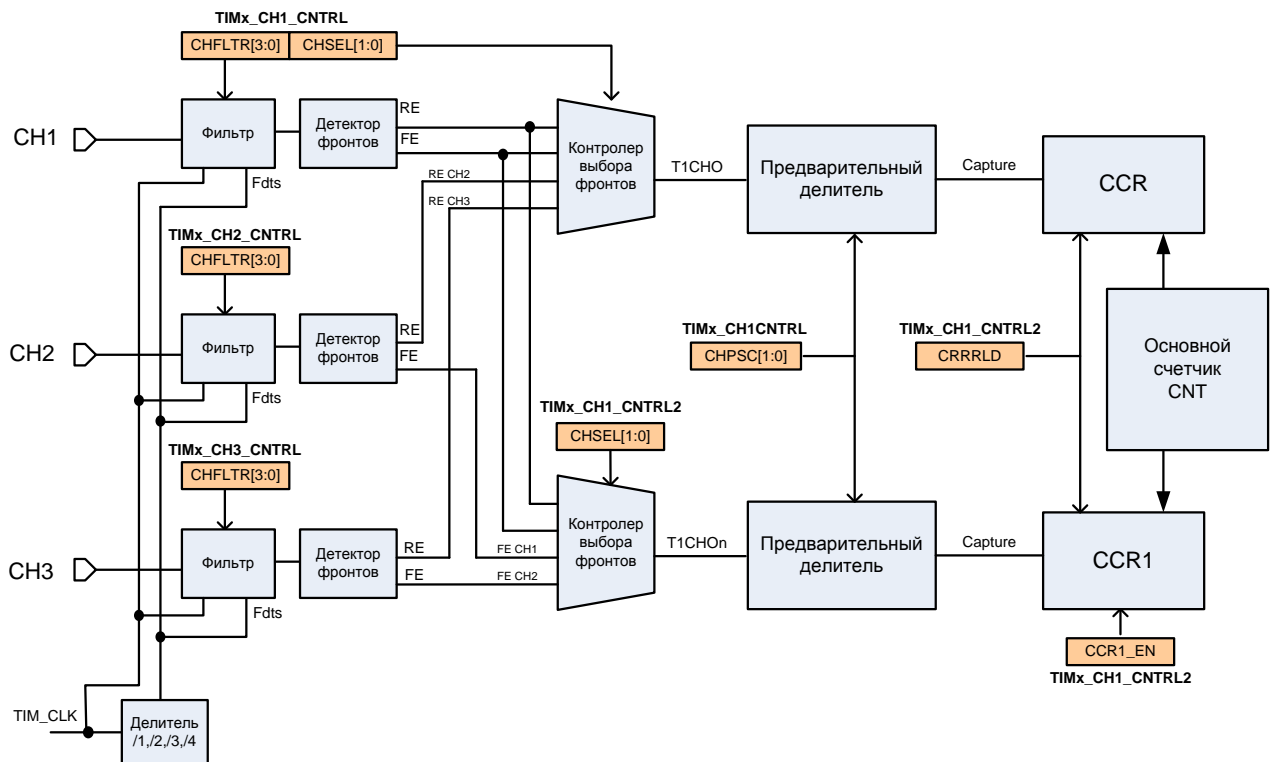 TIMx_CH1_CNTRL
CHFLTR[3:0]
CHSEL[1:0]
CH1
Фильтр
Детектор
фронтов
RE
FE
Fdts
RE CH2
RE CH3
Контролер
выбора
фронтов
T1CHO
Предварительный
делитель
Capture
CCR
TIMx_CH2_CNTRL
CHFLTR[3:0]
CH2
Фильтр
Детектор
фронтов
RE
FE
Fdts
TIMx_CH1CNTRL
CHPSC[1:0]
TIMx_CH1_CNTRL2
CRRRLD
Основной
счетчик
CNT
TIMx_CH1_CNTRL2
CHSEL[1:0]
TIMx_CH3_CNTRL
CHFLTR[3:0]
CH3
Фильтр
Детектор
фронтов
RE
FE
Fdts
FE CH1
FE CH2
Контролер
выбора
фронтов
T1CHOn
Предварительный
делитель
Capture
CCR1
CCR1_EN
TIMx_CH1_CNTRL2
TIM_CLK
Делитель
/1,/2,/3,/4